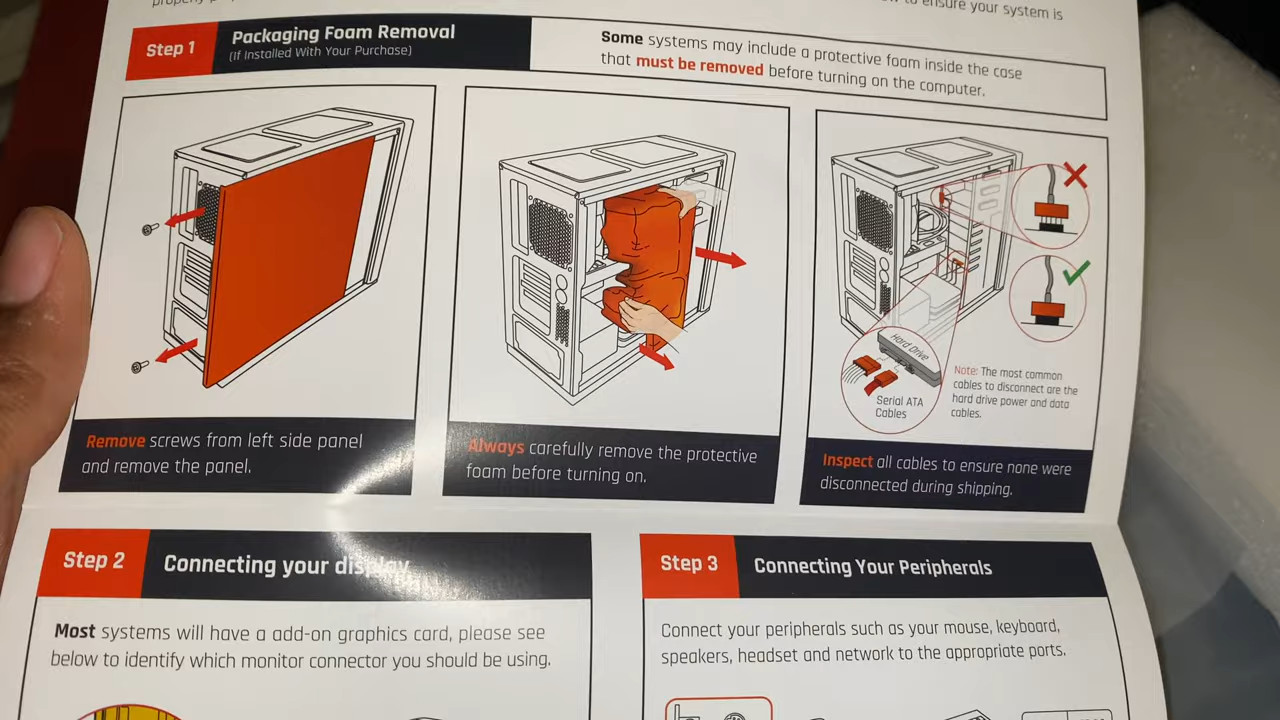 ensure your system is
Step 1
Packaging Foam Removal
(If Installed With Your Purchase)
Some systems may include a protective foam inside the case
that must be removed before turning on the computer.
Hard Drive
Serial ATA
Cables
Note: The most common
cables to disconnect are the
hard drive power and data
cables.
Remove screws from left side panel
and remove the panel.
Always carefully remove the protective
foam before turning on.
Inspect all cables to ensure none were
disconnected during shipping.
Step 2
Connecting your display
Most systems will have a add-on graphics card, please see
below to identify which monitor connector you should be using.
Step 3
Connecting Your Peripherals
Connect your peripherals such as your mouse, keyboard,
speakers, headset and network to the appropriate ports.